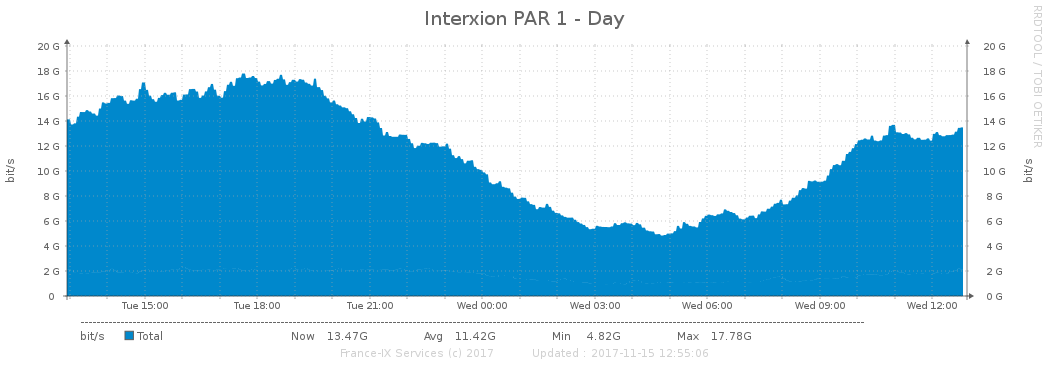 Interxion PAR 1 - Day
RRDTOOL / TOBI OETIKER
20 G 20 G
18 G 18 G
16 G 16 G
14 G 14 G
12 G 12 G
10 G 10 G
8 G 8 G
6 G 6 G
4 G 4 G
2 G 2 G
0 0 G
bit/s
bit/s
Tue 15:00 Tue 18:00 Tue 21:00 Wed 00:00 Wed 03:00 Wed 06:00 Wed 09:00 Wed 12:00
bit/s Total Now 13.47G Avg 11.42G Min 4.82G Max 17.78G
France-IX Services (c) 2017 Updated : 2017-11-15 12:55:06